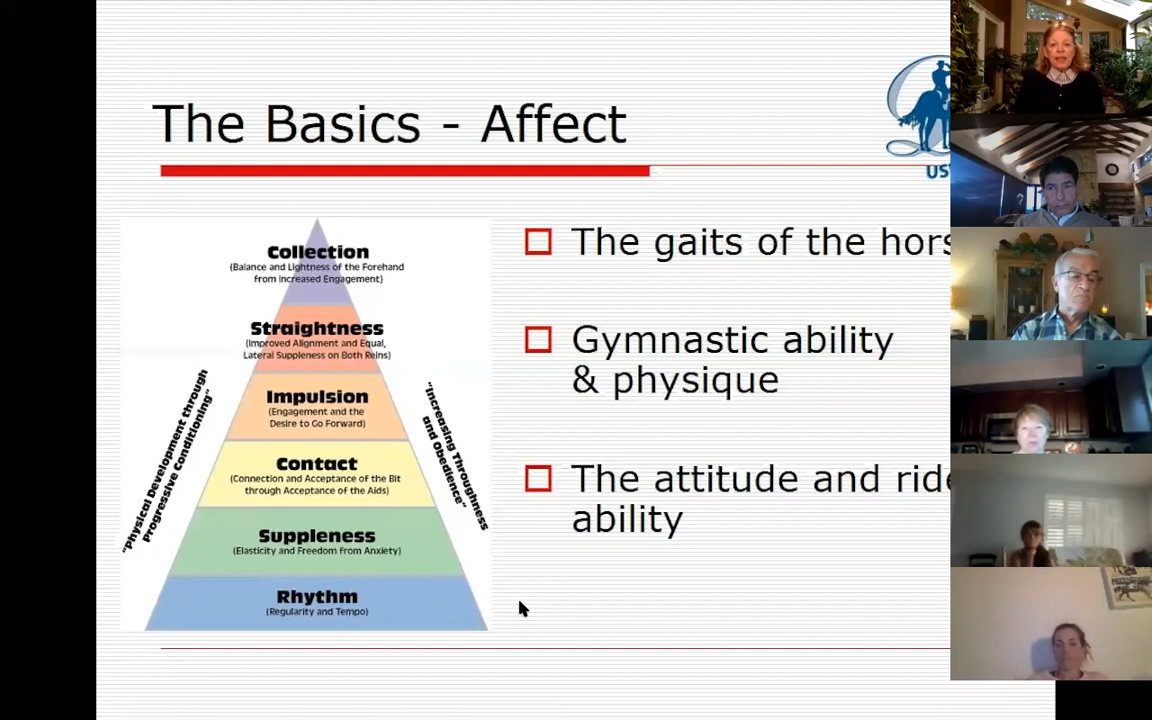 The Basics - Affect
US
Collection
(Balance and Lightness of the Forehand
from Increased Engagement)
Straightness
(Improved Alignment and Equal,
Lateral Suppleness on Both Reins)
Impulsion
(Engagement and the
Desire to Go Forward)
Contact
(Connection and Acceptance of the Bit
through Acceptance of the Aids)
Suppleness
(Elasticity and Freedom from Anxiety)
Rhythm
(Regularity and Tempo)
"Physical Development through
Progressive Conditioning"
"Increasing Throughness
and Obedience"
The gaits of the hors
Gymnastic ability
& physique
The attitude and ride
ability